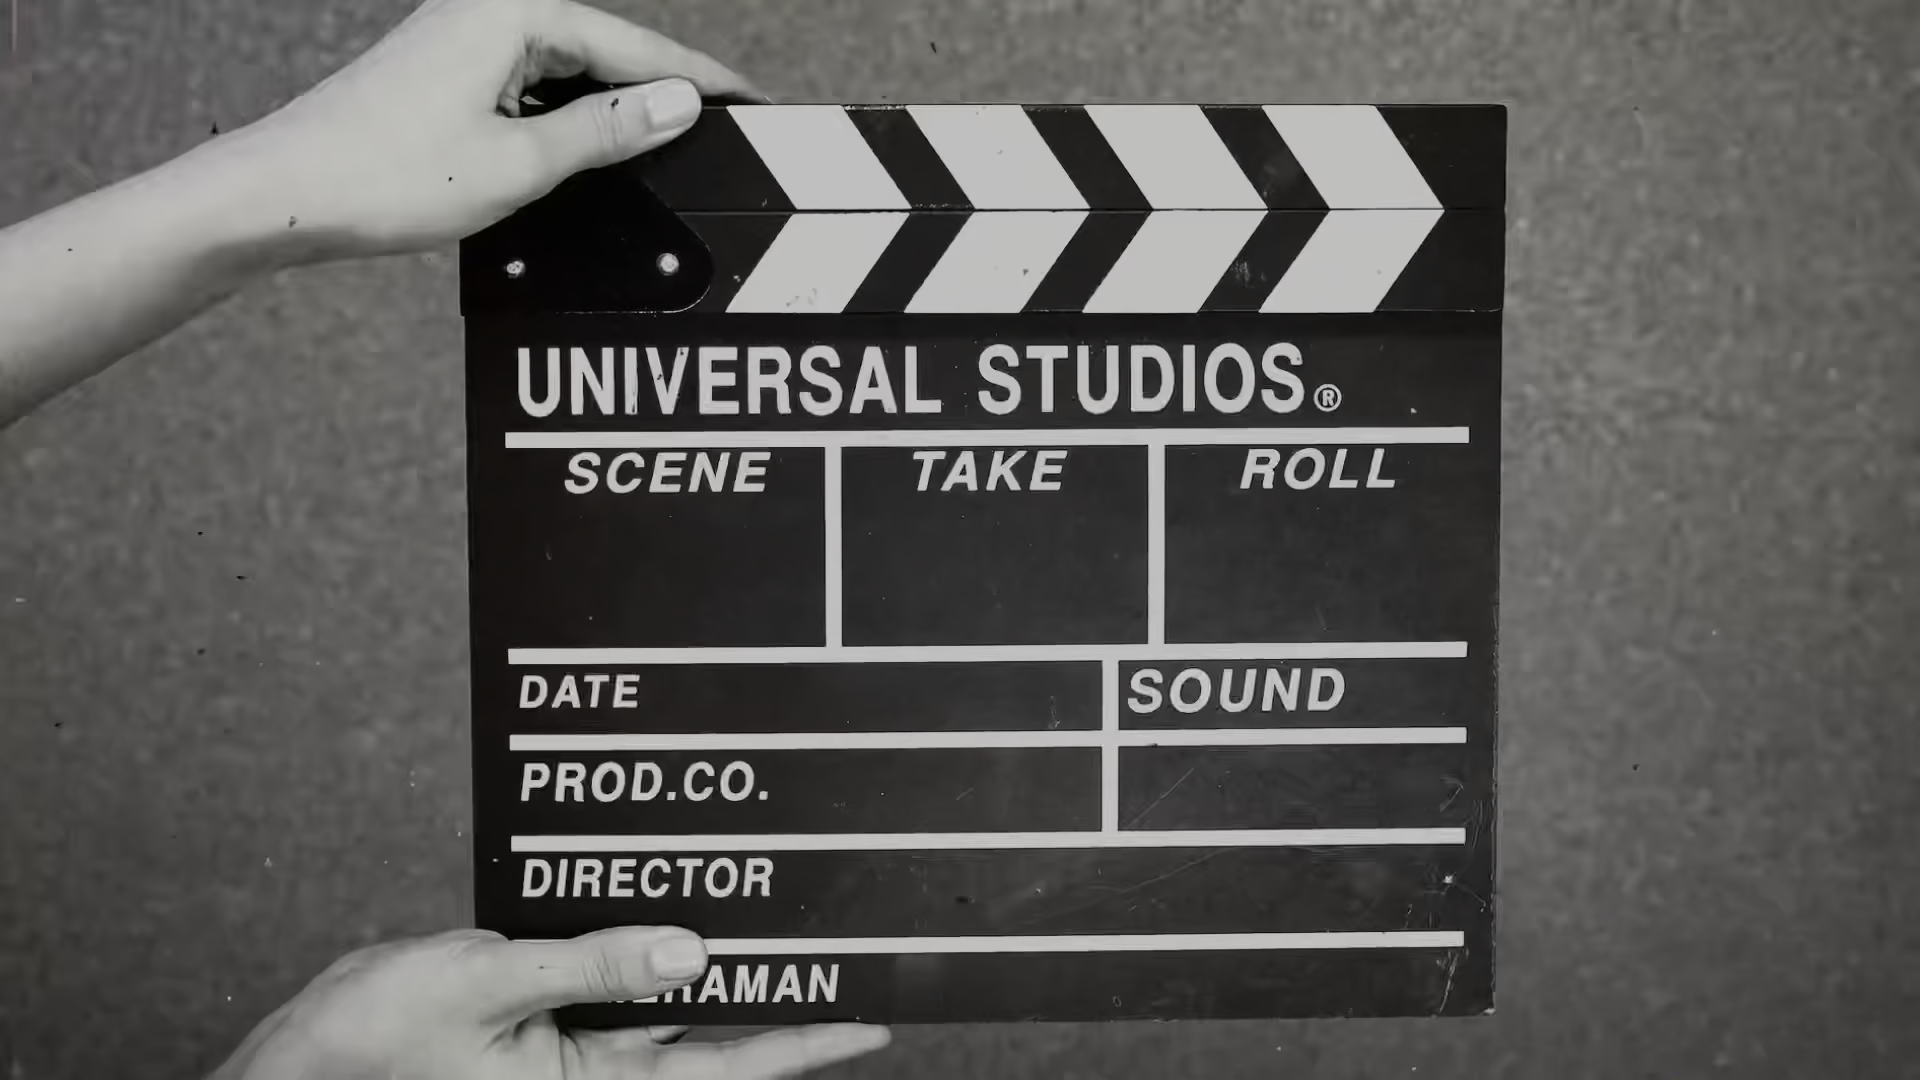 UNIVERSAL STUDIOS®
SCENE TAKE ROLL
DATE SOUND
PROD.CO.
DIRECTOR